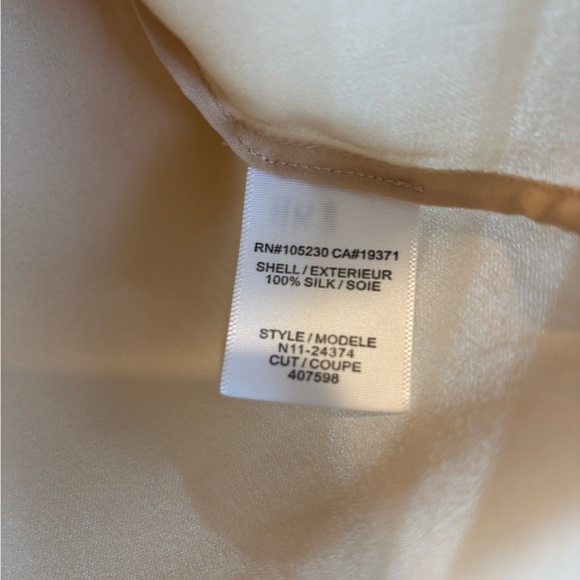 RN#105230 CA#19371
SHELL/EXTERIEUR
100% SILK/SOIE
STYLE/MODELE
N11-24374
CUT/COUPE
407598